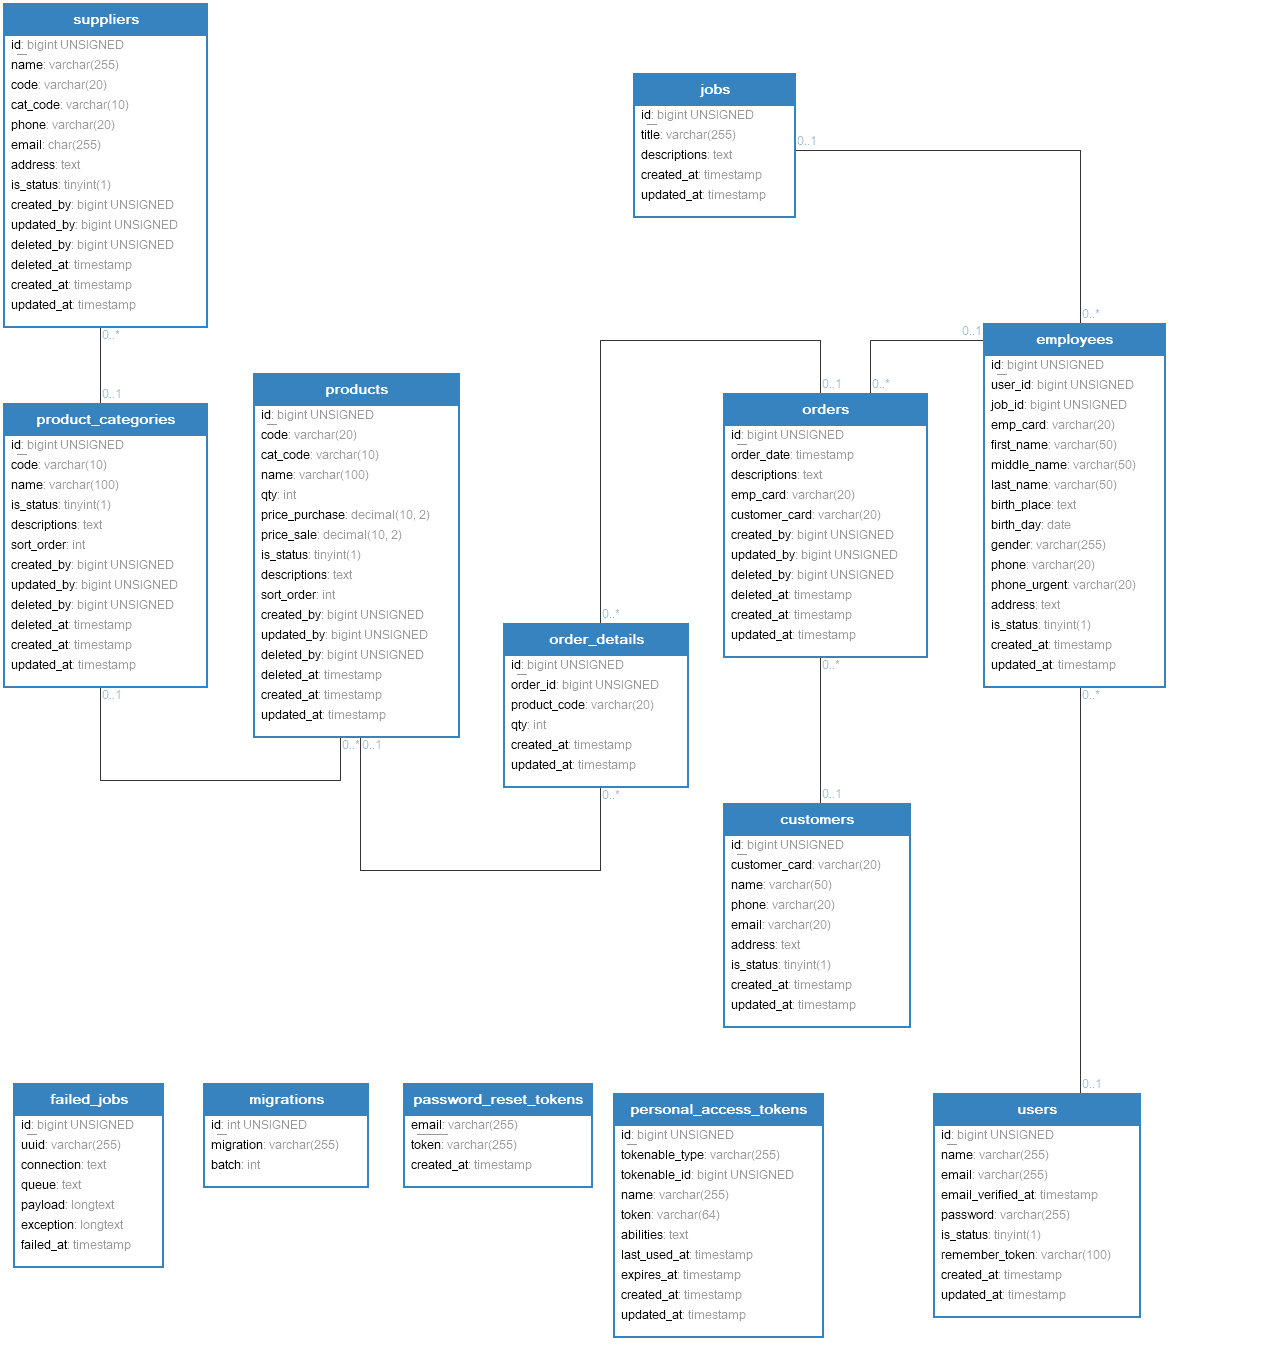 suppliers
id: bigint UNSIGNED
name: varchar(255)
code: varchar(20)
cat_code: varchar(10)
phone: varchar(20)
email: char(255)
address: text
is_status: tinyint(1)
created_by: bigint UNSIGNED
updated_by: bigint UNSIGNED
deleted_by: bigint UNSIGNED
deleted_at: timestamp
created_at: timestamp
updated_at: timestamp
0..*
0..1
product_categories
id: bigint UNSIGNED
code: varchar(10)
name: varchar(100)
is_status: tinyint(1)
descriptions: text
sort_order: int
created_by: bigint UNSIGNED
updated_by: bigint UNSIGNED
deleted_by: bigint UNSIGNED
deleted_at: timestamp
created_at: timestamp
updated_at: timestamp
0..1
products
id: bigint UNSIGNED
code: varchar(20)
cat_code: varchar(10)
name: varchar(100)
qty: int
price_purchase: decimal(10, 2)
price_sale: decimal(10, 2)
is_status: tinyint(1)
descriptions: text
sort_order: int
created_by: bigint UNSIGNED
updated_by: bigint UNSIGNED
deleted_by: bigint UNSIGNED
deleted_at: timestamp
created_at: timestamp
updated_at: timestamp
0..*
0..1
0..*
order_details
id: bigint UNSIGNED
order_id: bigint UNSIGNED
product_code: varchar(20)
qty: int
created_at: timestamp
updated_at: timestamp
0..*
jobs
id: bigint UNSIGNED
title: varchar(255)
descriptions: text
created_at: timestamp
updated_at: timestamp
0..1
0..1
0..*
orders
id: bigint UNSIGNED
order_date: timestamp
descriptions: text
emp_card: varchar(20)
customer_card: varchar(20)
created_by: bigint UNSIGNED
updated_by: bigint UNSIGNED
deleted_by: bigint UNSIGNED
deleted_at: timestamp
created_at: timestamp
updated_at: timestamp
0..*
0..1
customers
id: bigint UNSIGNED
customer_card: varchar(20)
name: varchar(50)
phone: varchar(20)
email: varchar(20)
address: text
is_status: tinyint(1)
created_at: timestamp
updated_at: timestamp
0..*
0..1
employees
id: bigint UNSIGNED
user_id: bigint UNSIGNED
job_id: bigint UNSIGNED
emp_card: varchar(20)
first_name: varchar(50)
middle_name: varchar(50)
last_name: varchar(50)
birth_place: text
birth_day: date
gender: varchar(255)
phone: varchar(20)
phone_urgent: varchar(20)
address: text
is_status: tinyint(1)
created_at: timestamp
updated_at: timestamp
0..*
0..1
failed_jobs
id: bigint UNSIGNED
uuid: varchar(255)
connection: text
queue: text
payload: longtext
exception: longtext
failed_at: timestamp
migrations
id: int UNSIGNED
migration: varchar(255)
batch: int
password_reset_tokens
email: varchar(255)
token: varchar(255)
created_at: timestamp
personal_access_tokens
id: bigint UNSIGNED
tokenable_type: varchar(255)
tokenable_id: bigint UNSIGNED
name: varchar(255)
token: varchar(64)
abilities: text
last_used_at: timestamp
expires_at: timestamp
created_at: timestamp
updated_at: timestamp
users
id: bigint UNSIGNED
name: varchar(255)
email: varchar(255)
email_verified_at: timestamp
password: varchar(255)
is_status: tinyint(1)
remember_token: varchar(100)
created_at: timestamp
updated_at: timestamp